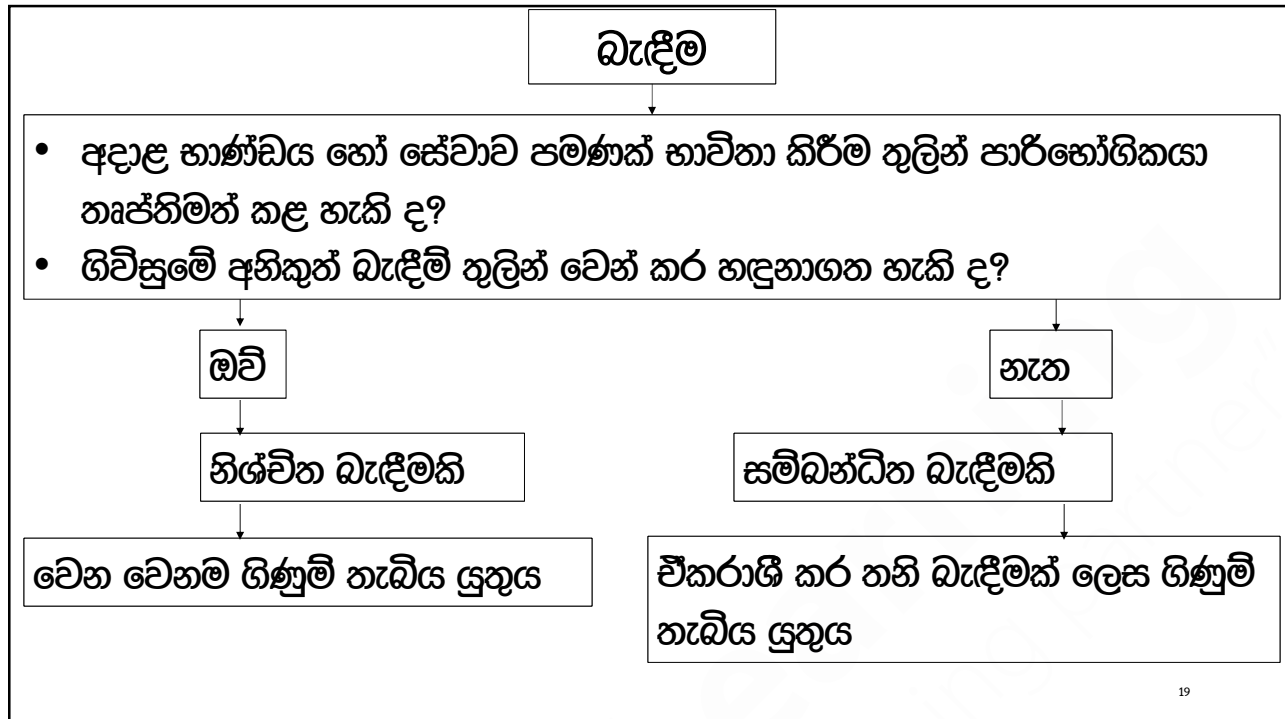 බැඳීම
• අදාළ භාණ්ඩය හෝ සේවාව පමණක් භාවිතා කිරීම තුලින් පාරිභෝගිකයා
තෘප්තිමත් කළ හැකි ද?
• ගිවිසුමේ අනිකුත් බැඳීම් තුලින් වෙන් කර හඳුනාගත හැකි ද?
ඔව්
නැත
නිශ්චිත බැඳීමකි
සම්බන්ධිත බැඳීමකි
වෙන වෙනම ගිණුම් තැබිය යුතුය
ඒකරාශී කර තනි බැඳීමක් ලෙස ගිණුම්
තැබිය යුතුය
19